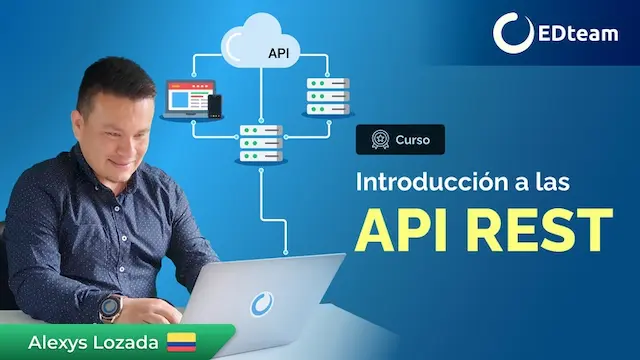 EDteam
API
Curso
Introducción a las
API REST
Alexys Lozada